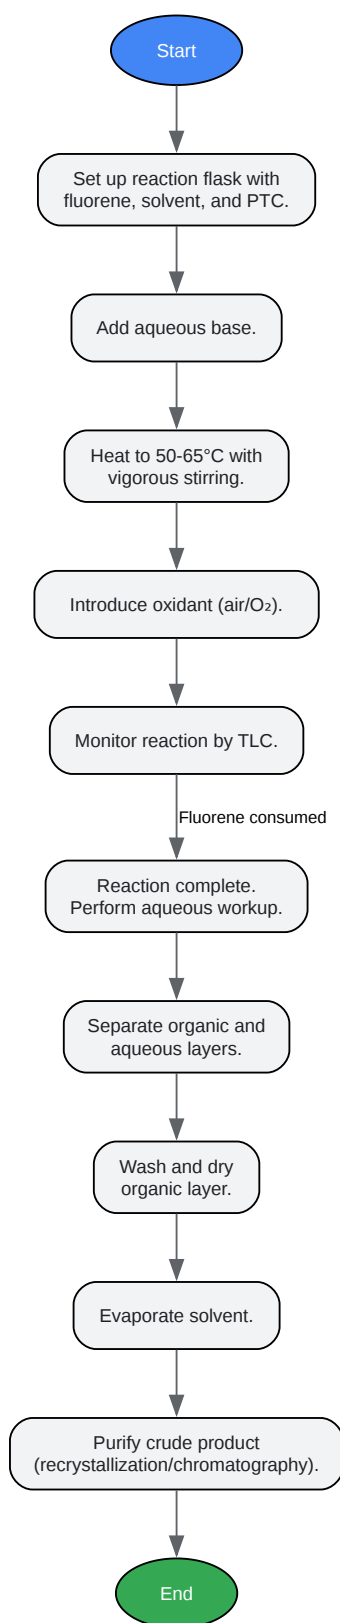 Start
Set up reaction flask with
fluorene, solvent, and PTC.
Add aqueous base.
Heat to 50-65°C with
vigorous stirring.
Introduce oxidant (air/O₂).
Monitor reaction by TLC.
Fluorene consumed
Reaction complete.
Perform aqueous workup.
Separate organic and
aqueous layers.
Wash and dry
organic layer.
Evaporate solvent.
Purify crude product
(recrystallization/chromatography).
End